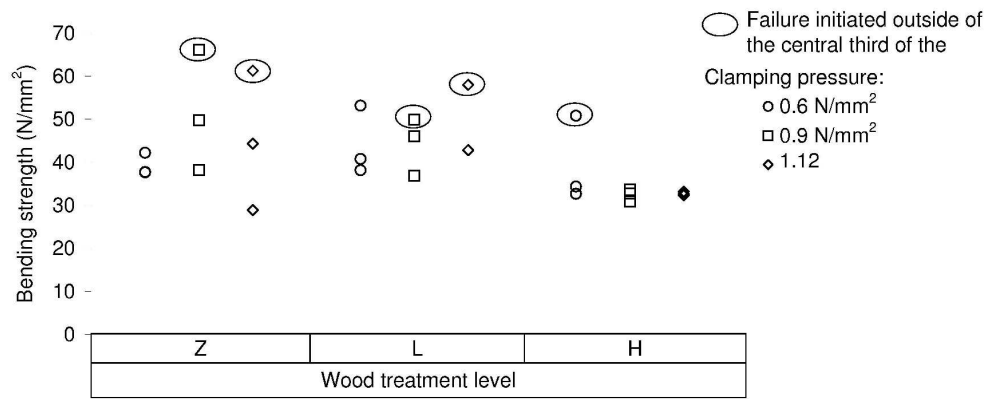 Failure initiated outside of
the central third of the
Clamping pressure:
0.6 N/mm²
0.9 N/mm²
1.12
Bending strength (N/mm²)
70
60
50
40
30
20
10
0
Z L H
Wood treatment level